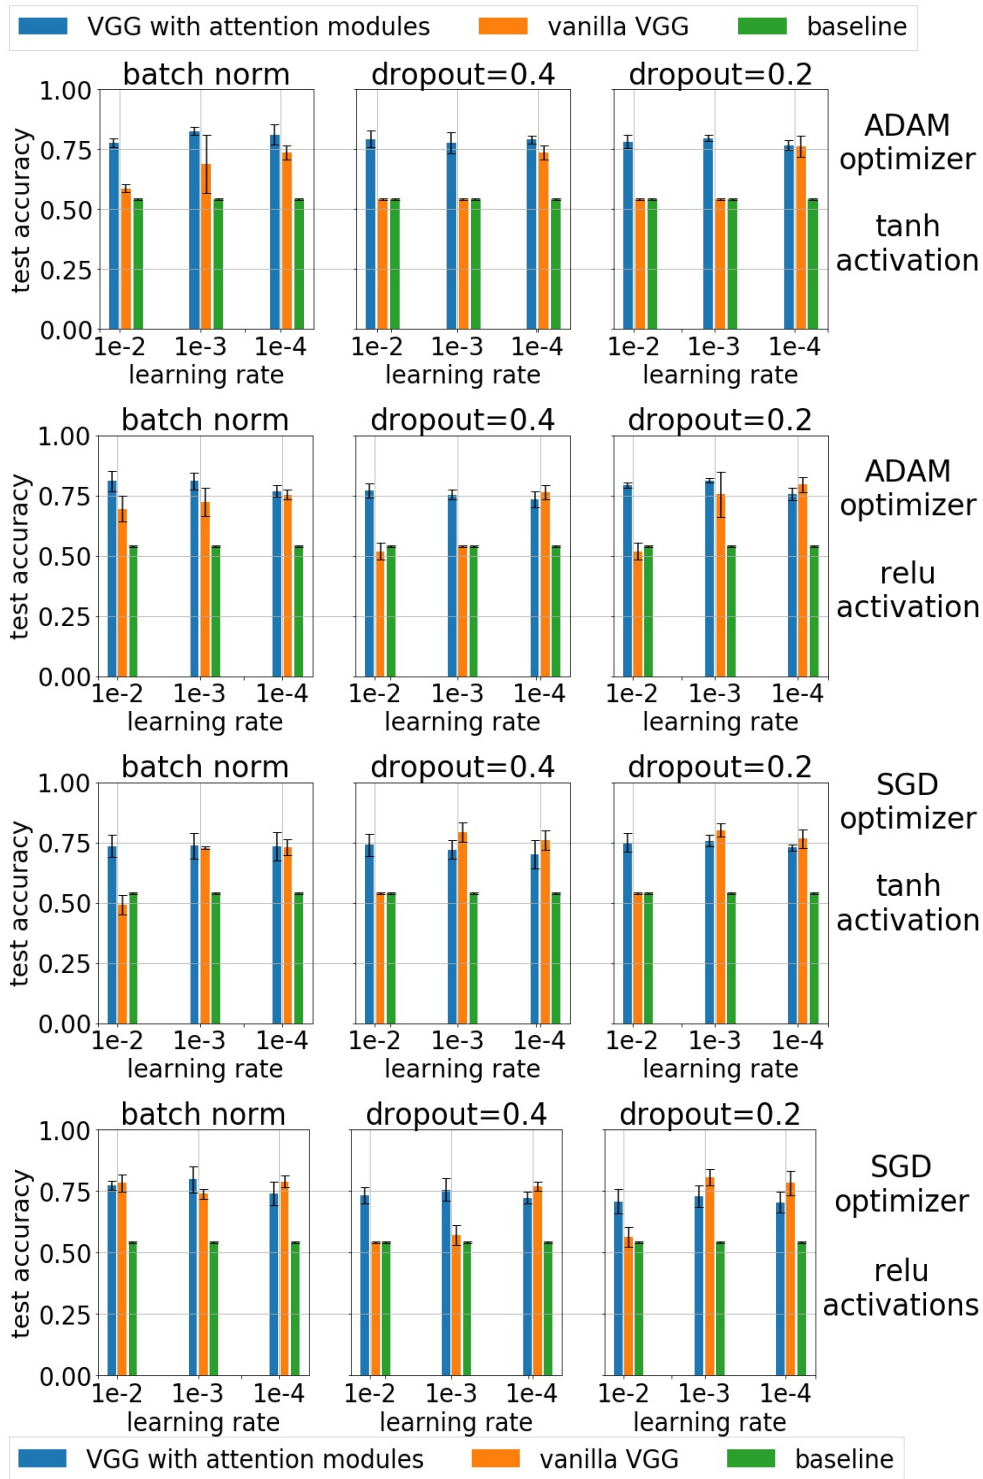 VGG with attention modules vanilla VGG baseline
batch norm dropout=0.4 dropout=0.2
1.00
0.75
0.50
0.25
0.00
test accuracy
1e-2 1e-3 1e-4 1e-2 1e-3 1e-4 1e-2 1e-3 1e-4
learning rate learning rate learning rate
ADAM
optimizer
tanh
activation
batch norm dropout=0.4 dropout=0.2
1.00
0.75
0.50
0.25
0.00
test accuracy
1e-2 1e-3 1e-4 1e-2 1e-3 1e-4 1e-2 1e-3 1e-4
learning rate learning rate learning rate
ADAM
optimizer
relu
activation
batch norm dropout=0.4 dropout=0.2
1.00
0.75
0.50
0.25
0.00
test accuracy
1e-2 1e-3 1e-4 1e-2 1e-3 1e-4 1e-2 1e-3 1e-4
learning rate learning rate learning rate
SGD
optimizer
tanh
activation
batch norm dropout=0.4 dropout=0.2
1.00
0.75
0.50
0.25
0.00
test accuracy
1e-2 1e-3 1e-4 1e-2 1e-3 1e-4 1e-2 1e-3 1e-4
learning rate learning rate learning rate
SGD
optimizer
relu
activations
VGG with attention modules vanilla VGG baseline